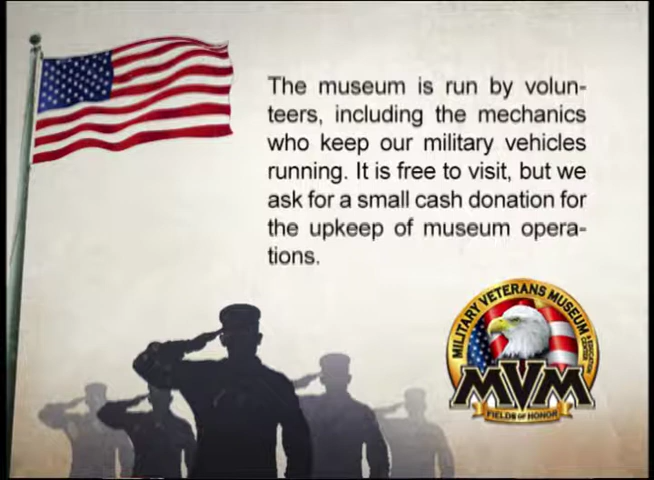 The museum is run by volun-
teers, including the mechanics
who keep our military vehicles
running. It is free to visit, but we
ask for a small cash donation for
the upkeep of museum opera-
tions.
MILITARY VETERANS MUSEUM
& EDUCATION
CENTER
MVM
FIELDS OF HONOR